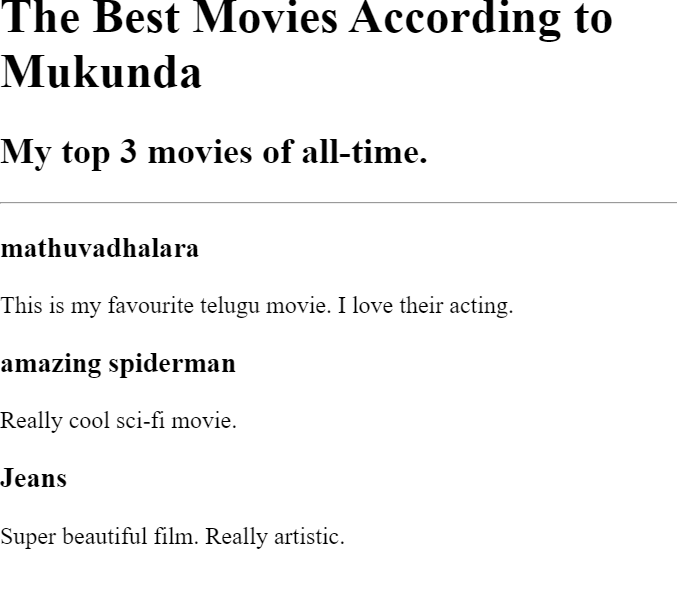 The Best Movies According to
Mukunda
My top 3 movies of all-time.
mathuvadhalara
This is my favourite telugu movie. I love their acting.
amazing spiderman
Really cool sci-fi movie.
Jeans
Super beautiful film. Really artistic.